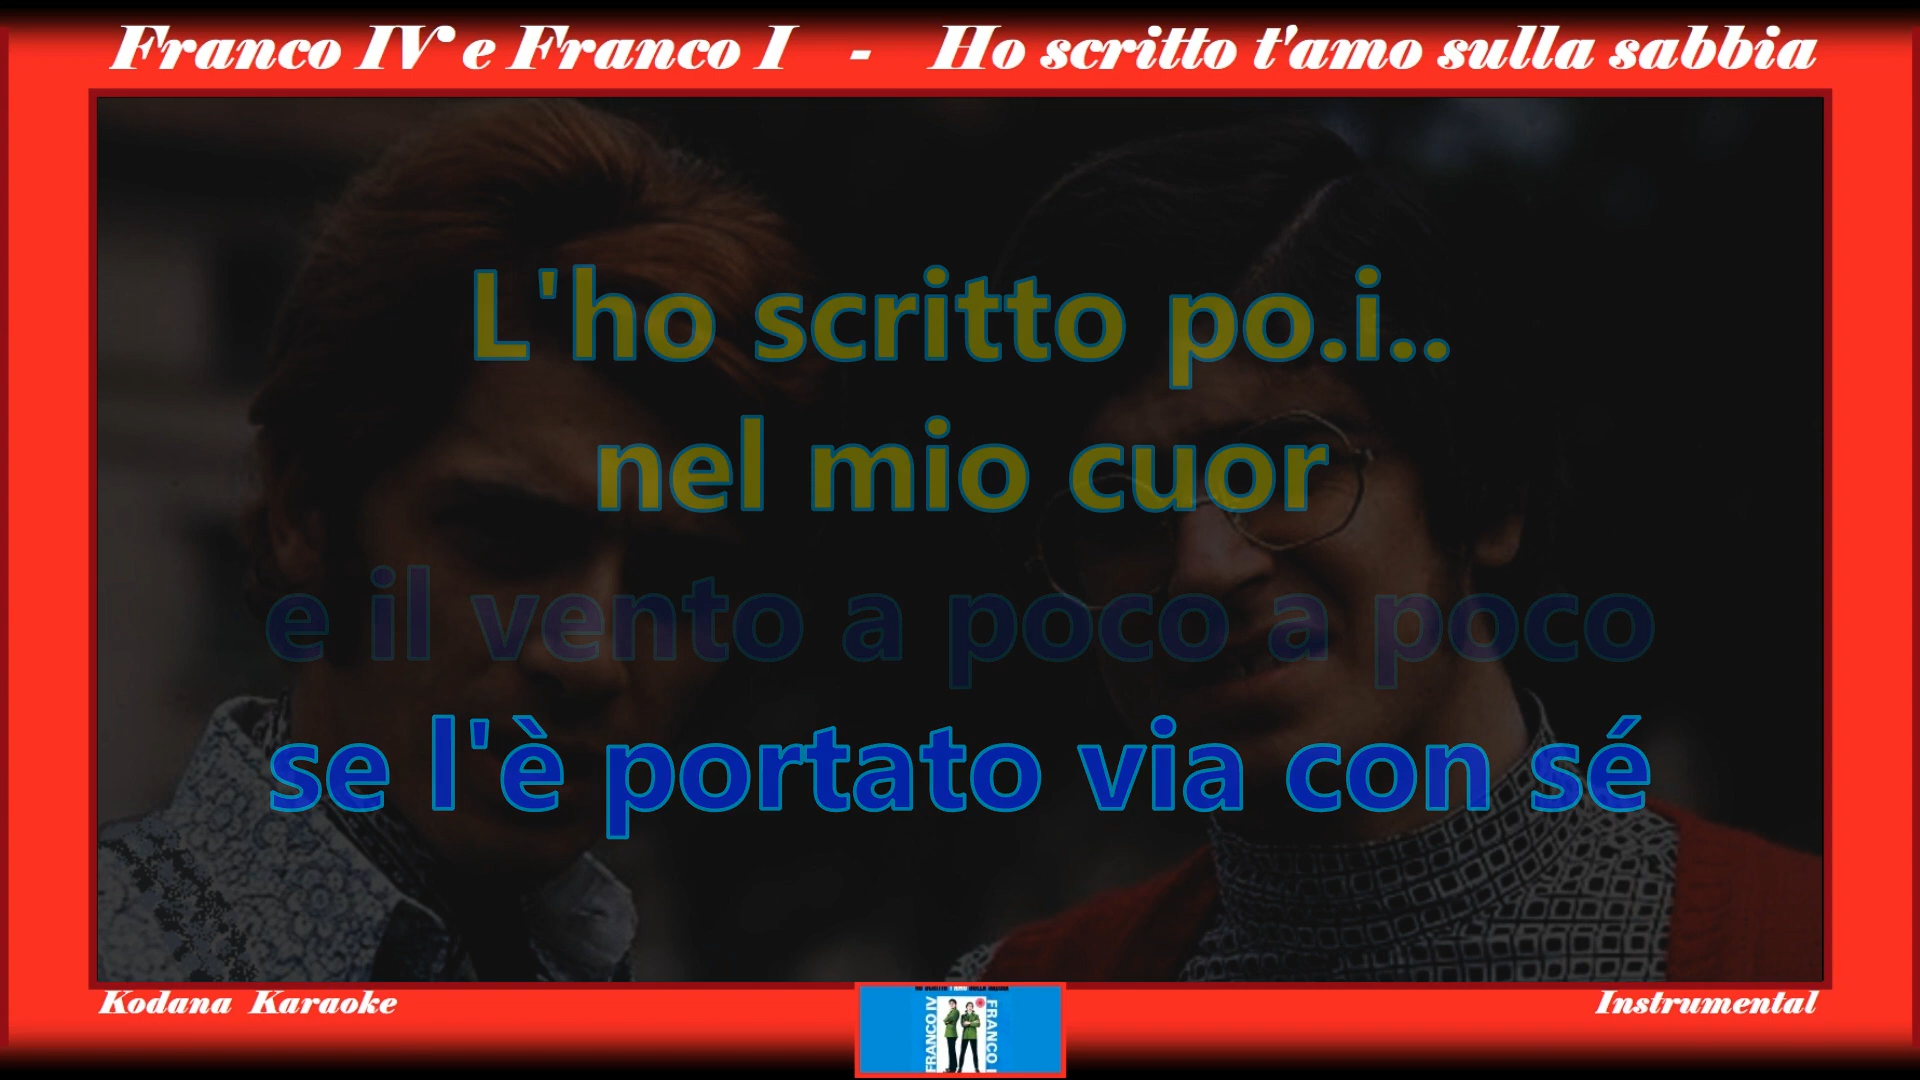 Franco IV e Franco I - Ho scritto t'amo sulla sabbia
L'ho scritto po.i..
nel mio cuor
e il vento a poco a poco
se l'è portato via con sé
Kodana Karaoke
Instrumental
FRANCO IV
FRANCO I